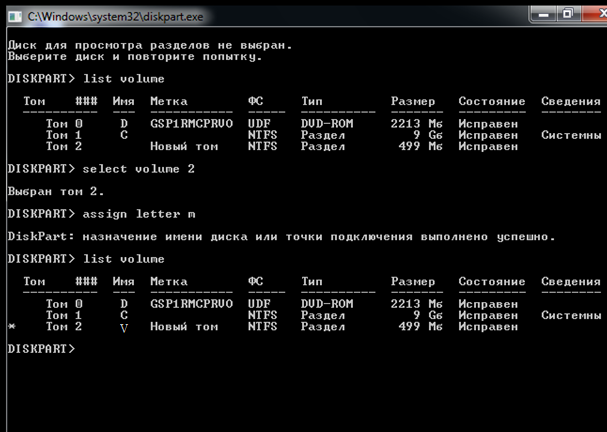 C:\Windows\system32\diskpart.exe
Диск для просмотра разделов не выбран.
Выберите диск и повторите попытку.
DISKPART> list volume
Том ### Имя Метка ФС Тип Размер Состояние Сведения
Том 0 D GSP1RMCPRVO UDF DVD-ROM 2213 Мб Исправен
Том 1 C NTFS Раздел 9 Gб Исправен Системны
Том 2 Новый том NTFS Раздел 499 Мб Исправен
DISKPART> select volume 2
Выбран том 2.
DISKPART> assign letter m
DiskPart: назначение имени диска или точки подключения выполнено успешно.
DISKPART> list volume
Том ### Имя Метка ФС Тип Размер Состояние Сведения
Том 0 D GSP1RMCPRVO UDF DVD-ROM 2213 Мб Исправен
Том 1 C NTFS Раздел 9 Gб Исправен Системны
* Том 2 V Новый том NTFS Раздел 499 Мб Исправен
DISKPART>